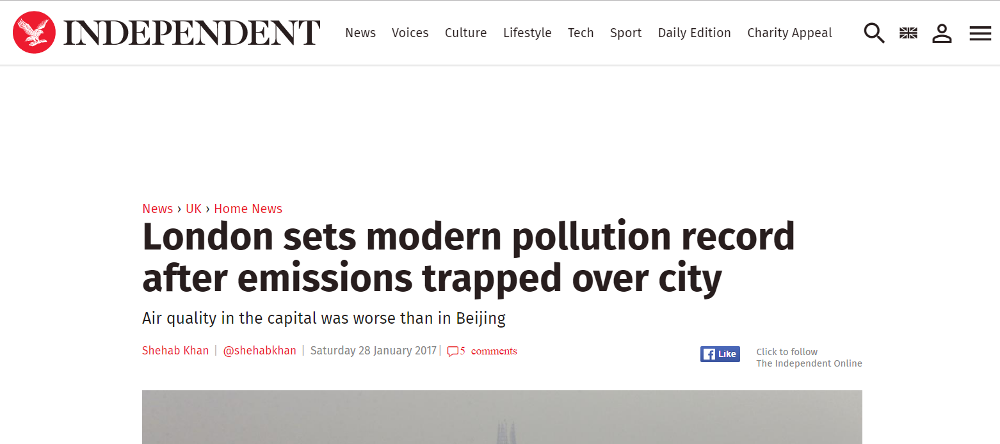 INDEPENDENT News Voices Culture Lifestyle Tech Sport Daily Edition Charity Appeal
News › UK › Home News
London sets modern pollution record
after emissions trapped over city
Air quality in the capital was worse than in Beijing
Shehab Khan | @shehabkhan | Saturday 28 January 2017 | 5 comments
Like
Click to follow
The Independent Online